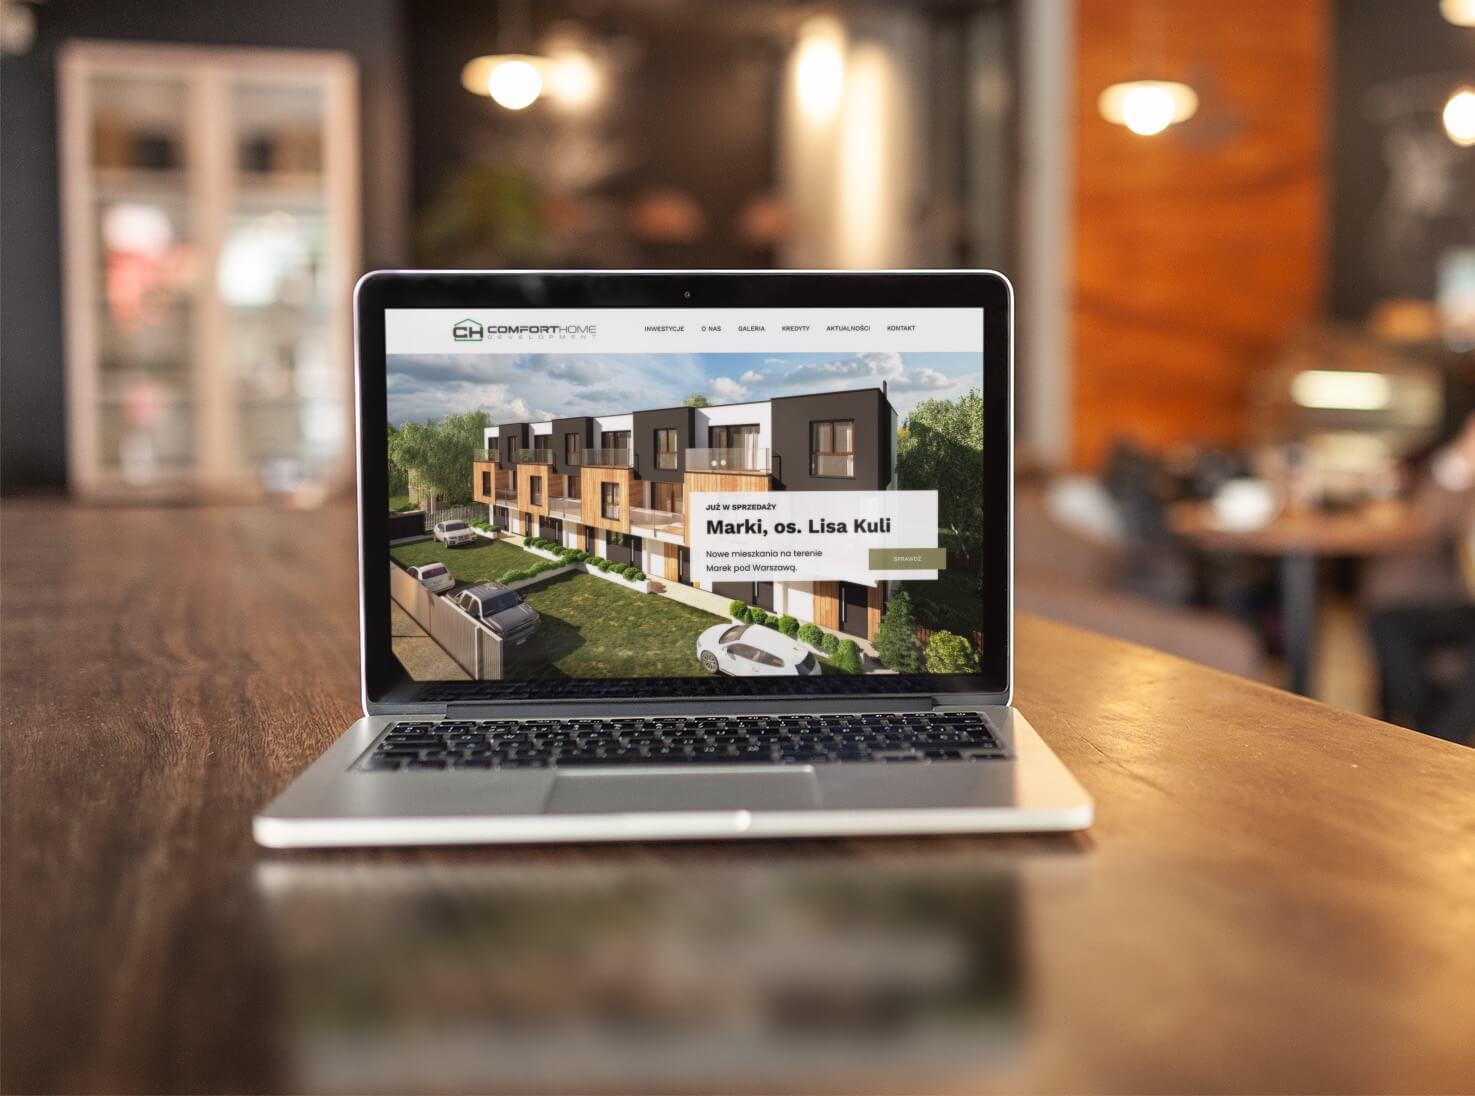 CH COMFORTHOME
DEVELOPMENT
INWESTYCJE O NAS GALERIA KREDYTY AKTUALNOŚCI KONTAKT
JUŻ W SPRZEDAŻY
Marki, os. Lisa Kuli
Nowe mieszkania na terenie
Marek pod Warszawą.
SPRAWDŹ